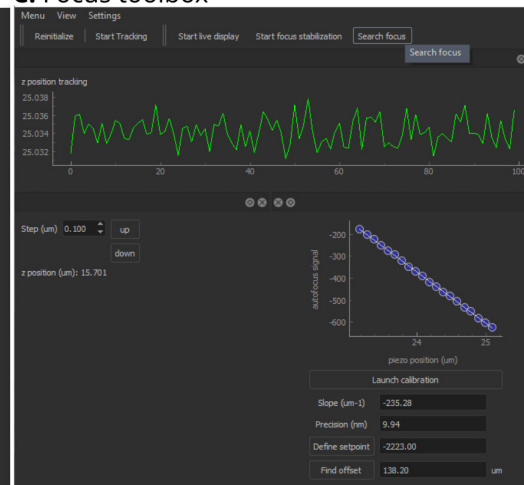 C. Focus toolbox
Menu View Settings
Reinitialize Start Tracking Start live display Start focus stabilization Search focus
Search focus
z position tracking
25.038
25.036
25.034
25.032
0 20 40 60 80 100
Step (um) 0.100 up
down
z position (um): 15.701
autofocus signal
-200
-300
-400
-500
-600
24 25
piezo position (um)
Launch calibration
Slope (um-1) -235.28
Precision (nm) 9.94
Define setpoint -2223.00
Find offset 138.20 um